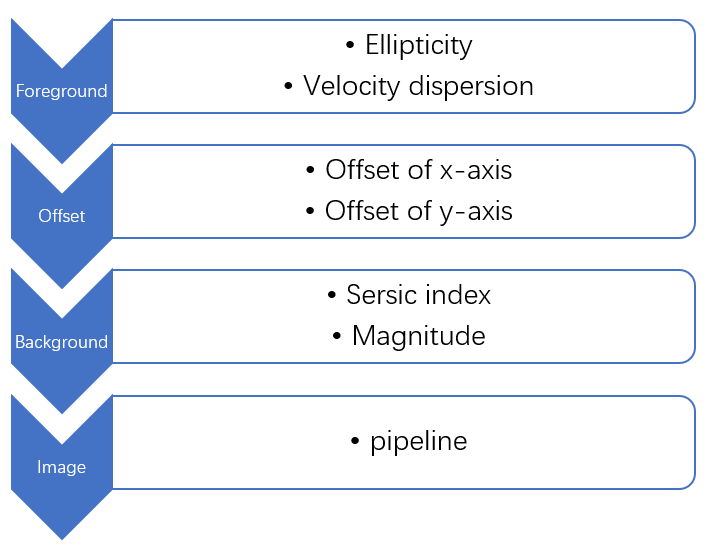 Foreground
• Ellipticity
• Velocity dispersion
Offset
• Offset of x-axis
• Offset of y-axis
Background
• Sersic index
• Magnitude
Image
• pipeline